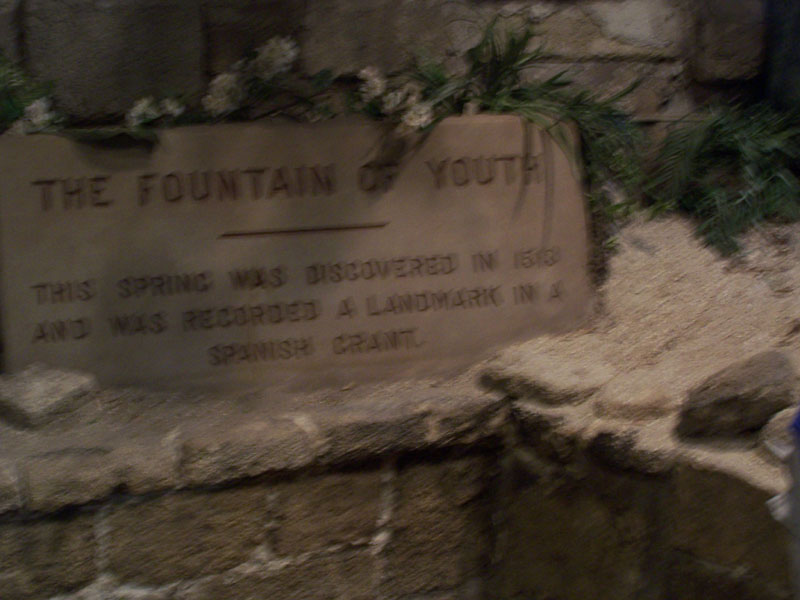 THE FOUNTAIN OF YOUTH
THIS SPRING WAS DISCOVERED IN 1513
AND WAS RECORDED A LANDMARK IN A
SPANISH GRANT.